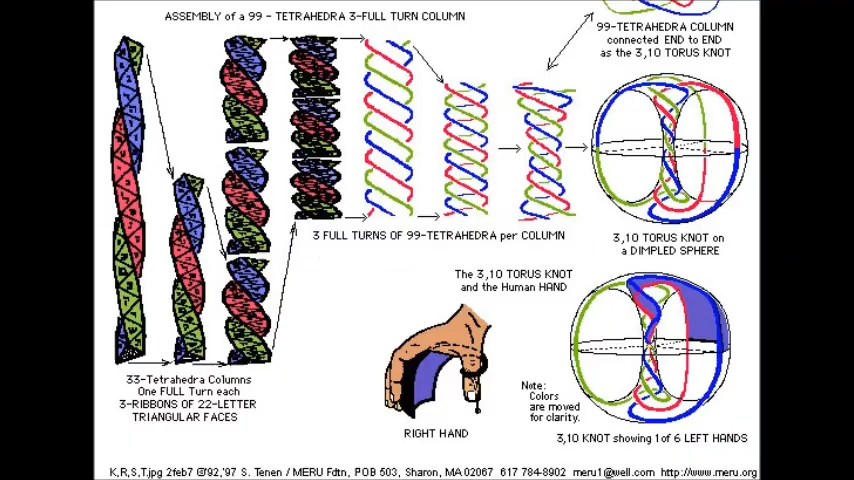 ASSEMBLY of a 99 - TETRAHEDRA 3-FULL TURN COLUMN
99-TETRAHEDRA COLUMN
connected END to END
as the 3,10 TORUS KNOT
3 FULL TURNS OF 99-TETRAHEDRA per COLUMN
3,10 TORUS KNOT on
a DIMPLED SPHERE
The 3,10 TORUS KNOT
and the Human HAND
33-Tetrahedra Columns
One FULL Turn each
3-RIBBONS OF 22-LETTER
TRIANGULAR FACES
RIGHT HAND
Note:
Colors
are moved
for clarity.
3,10 KNOT showing 1 of 6 LEFT HANDS
K,R,S,T.jpg 2feb7 @'92,'97 S. Tenen / MERU Fdtn, POB 503, Sharon, MA 02067 617 784-8902 meru1@well.com http://www.meru.org